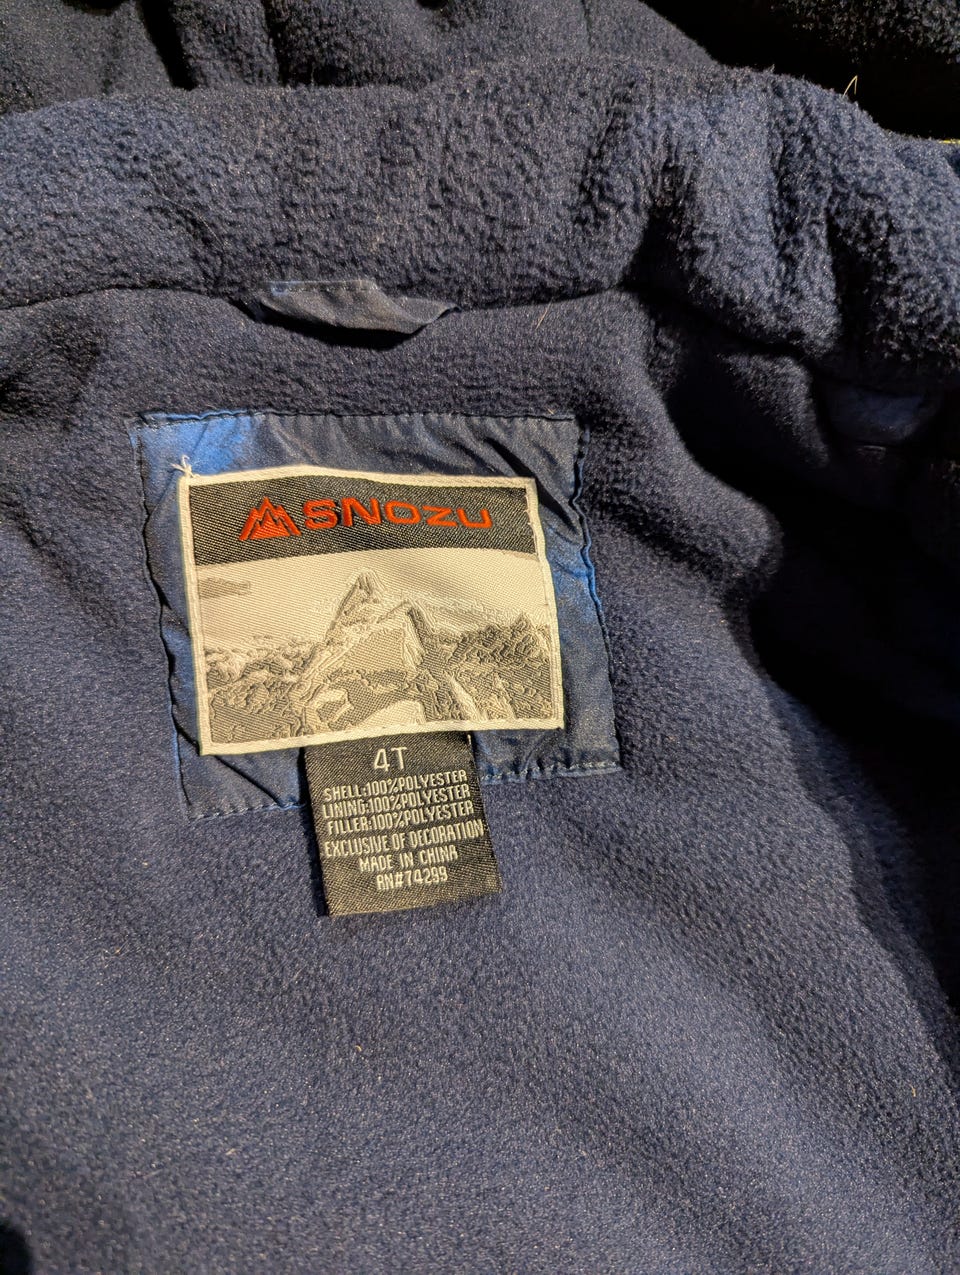 SNOZU
4T
SHELL:100%POLYESTER
LINING:100%POLYESTER
FILLER:100%POLYESTER
EXCLUSIVE OF DECORATION
MADE IN CHINA
RN#74299